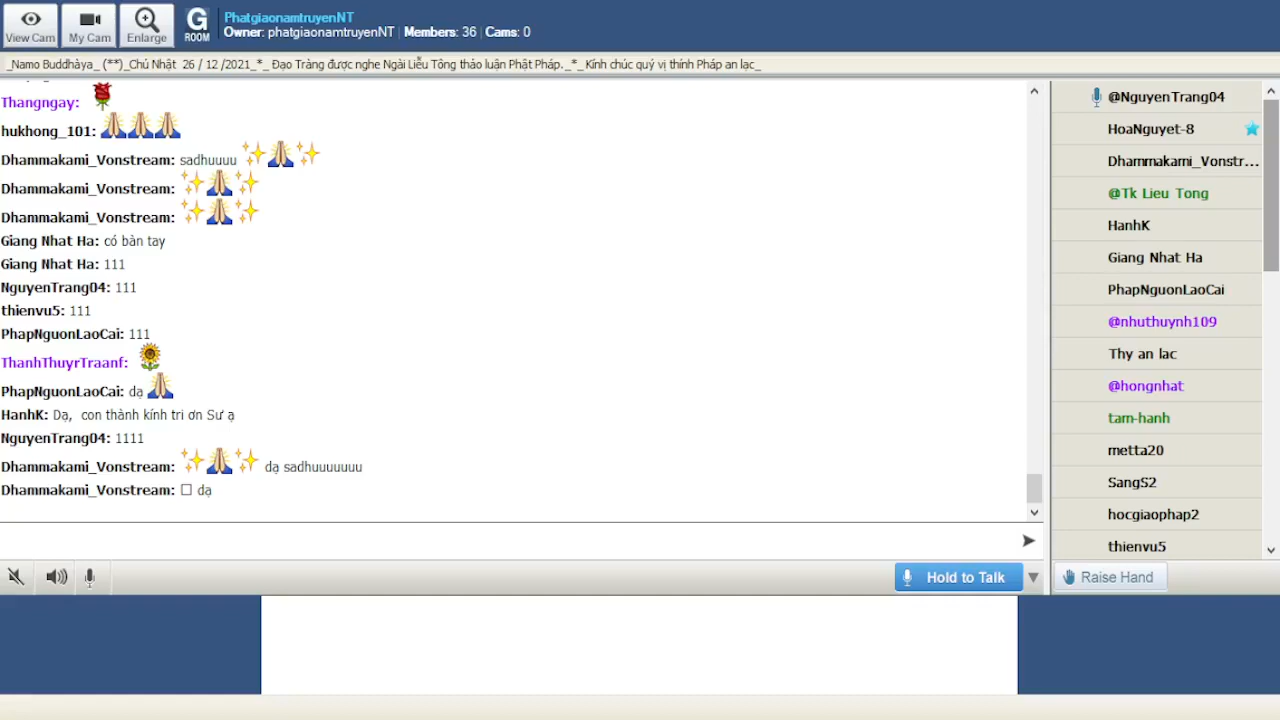 View Cam
My Cam
Enlarge
G
ROOM
PhatgiaonamtruyenNT
Owner: phatgiaonamtruyenNT | Members: 36 | Cams: 0
_Namo Buddhàya_ (**)_Chủ Nhật 26 / 12 /2021_*_ Đạo Tràng được nghe Ngài Liễu Tông thảo luận Phật Pháp._*_Kính chúc quý vị thính Pháp an lạc_
Thangngay:
hukhong_101:
Dhammakami_Vonstream: sadhuuuu
Dhammakami_Vonstream:
Dhammakami_Vonstream:
Giang Nhat Ha: có bàn tay
Giang Nhat Ha: 111
NguyenTrang04: 111
thienvu5: 111
PhapNguonLaoCai: 111
ThanhThuyrTraanf:
PhapNguonLaoCai: dạ
HanhK: Dạ, con thành kính tri ơn Sư ạ
NguyenTrang04: 1111
Dhammakami_Vonstream: dạ sadhuuuuuuu
Dhammakami_Vonstream: □ dạ
Hold to Talk
@NguyenTrang04
HoaNguyet-8
Dhammakami_Vonstr...
@Tk Lieu Tong
HanhK
Giang Nhat Ha
PhapNguonLaoCai
@nhuthuynh109
Thy an lac
@hongnhat
tam-hanh
metta20
SangS2
hocgiaophap2
thienvu5
Raise Hand